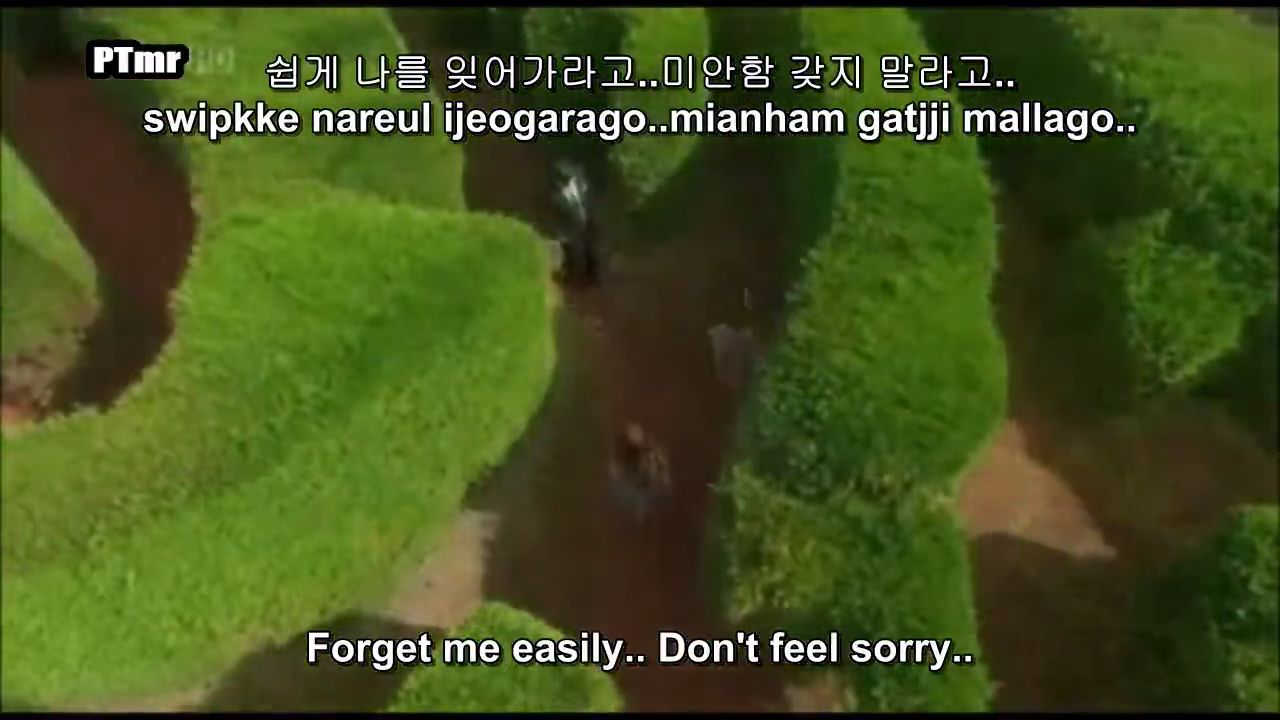 PTmr HD
쉽게 나를 잊어가라고..미안함 갖지 말라고..
swipkke nareul ijeogarago..mianham gatjji mallago..
Forget me easily.. Don't feel sorry..